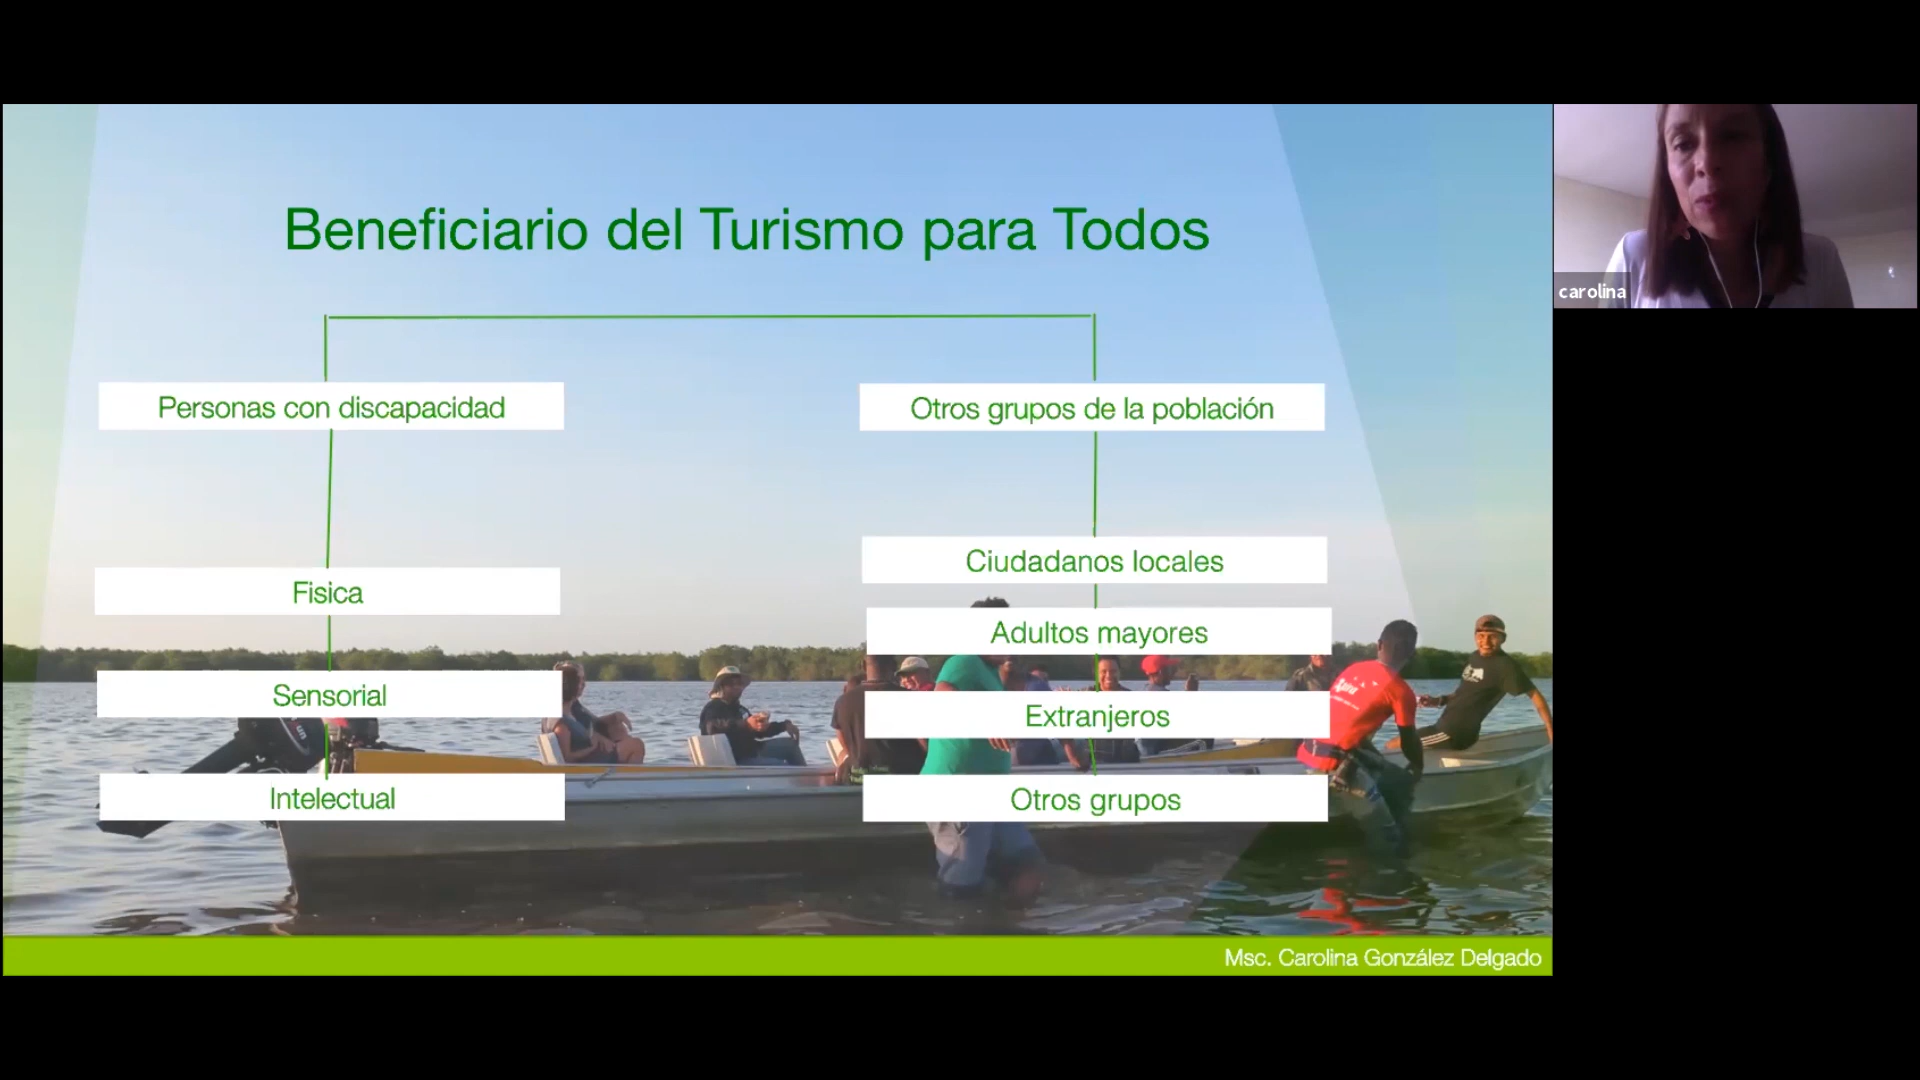 Beneficiario del Turismo para Todos
Personas con discapacidad
Fisica
Sensorial
Intelectual
Otros grupos de la población
Ciudadanos locales
Adultos mayores
Extranjeros
Otros grupos
Msc. Carolina González Delgado
carolina